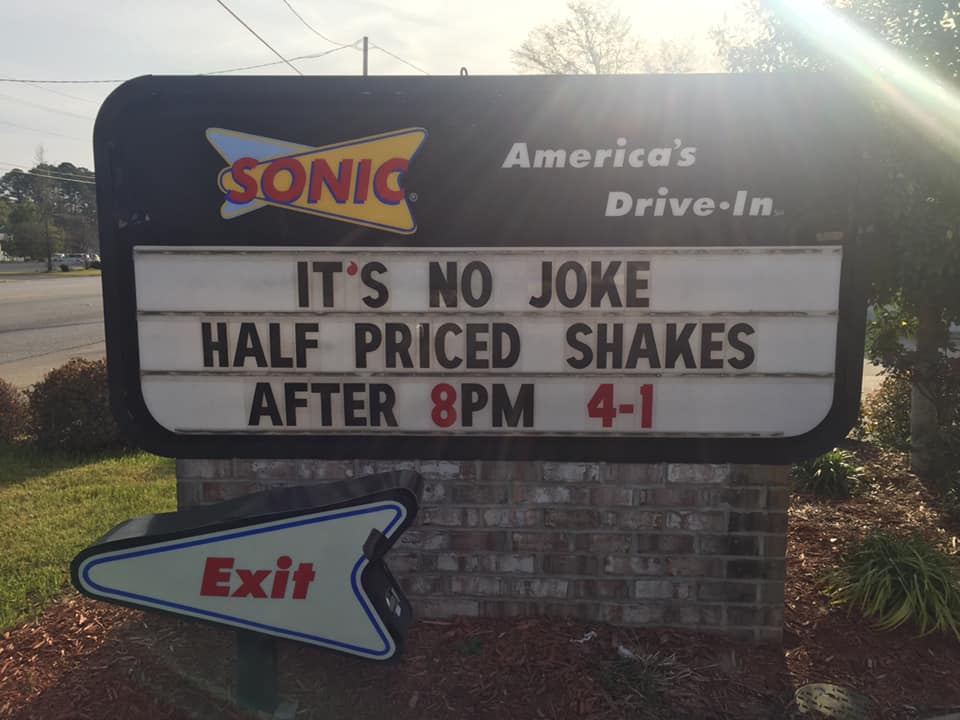 SONIC®
America's
Drive-In
IT'S NO JOKE
HALF PRICED SHAKES
AFTER 8PM 4-1
Exit